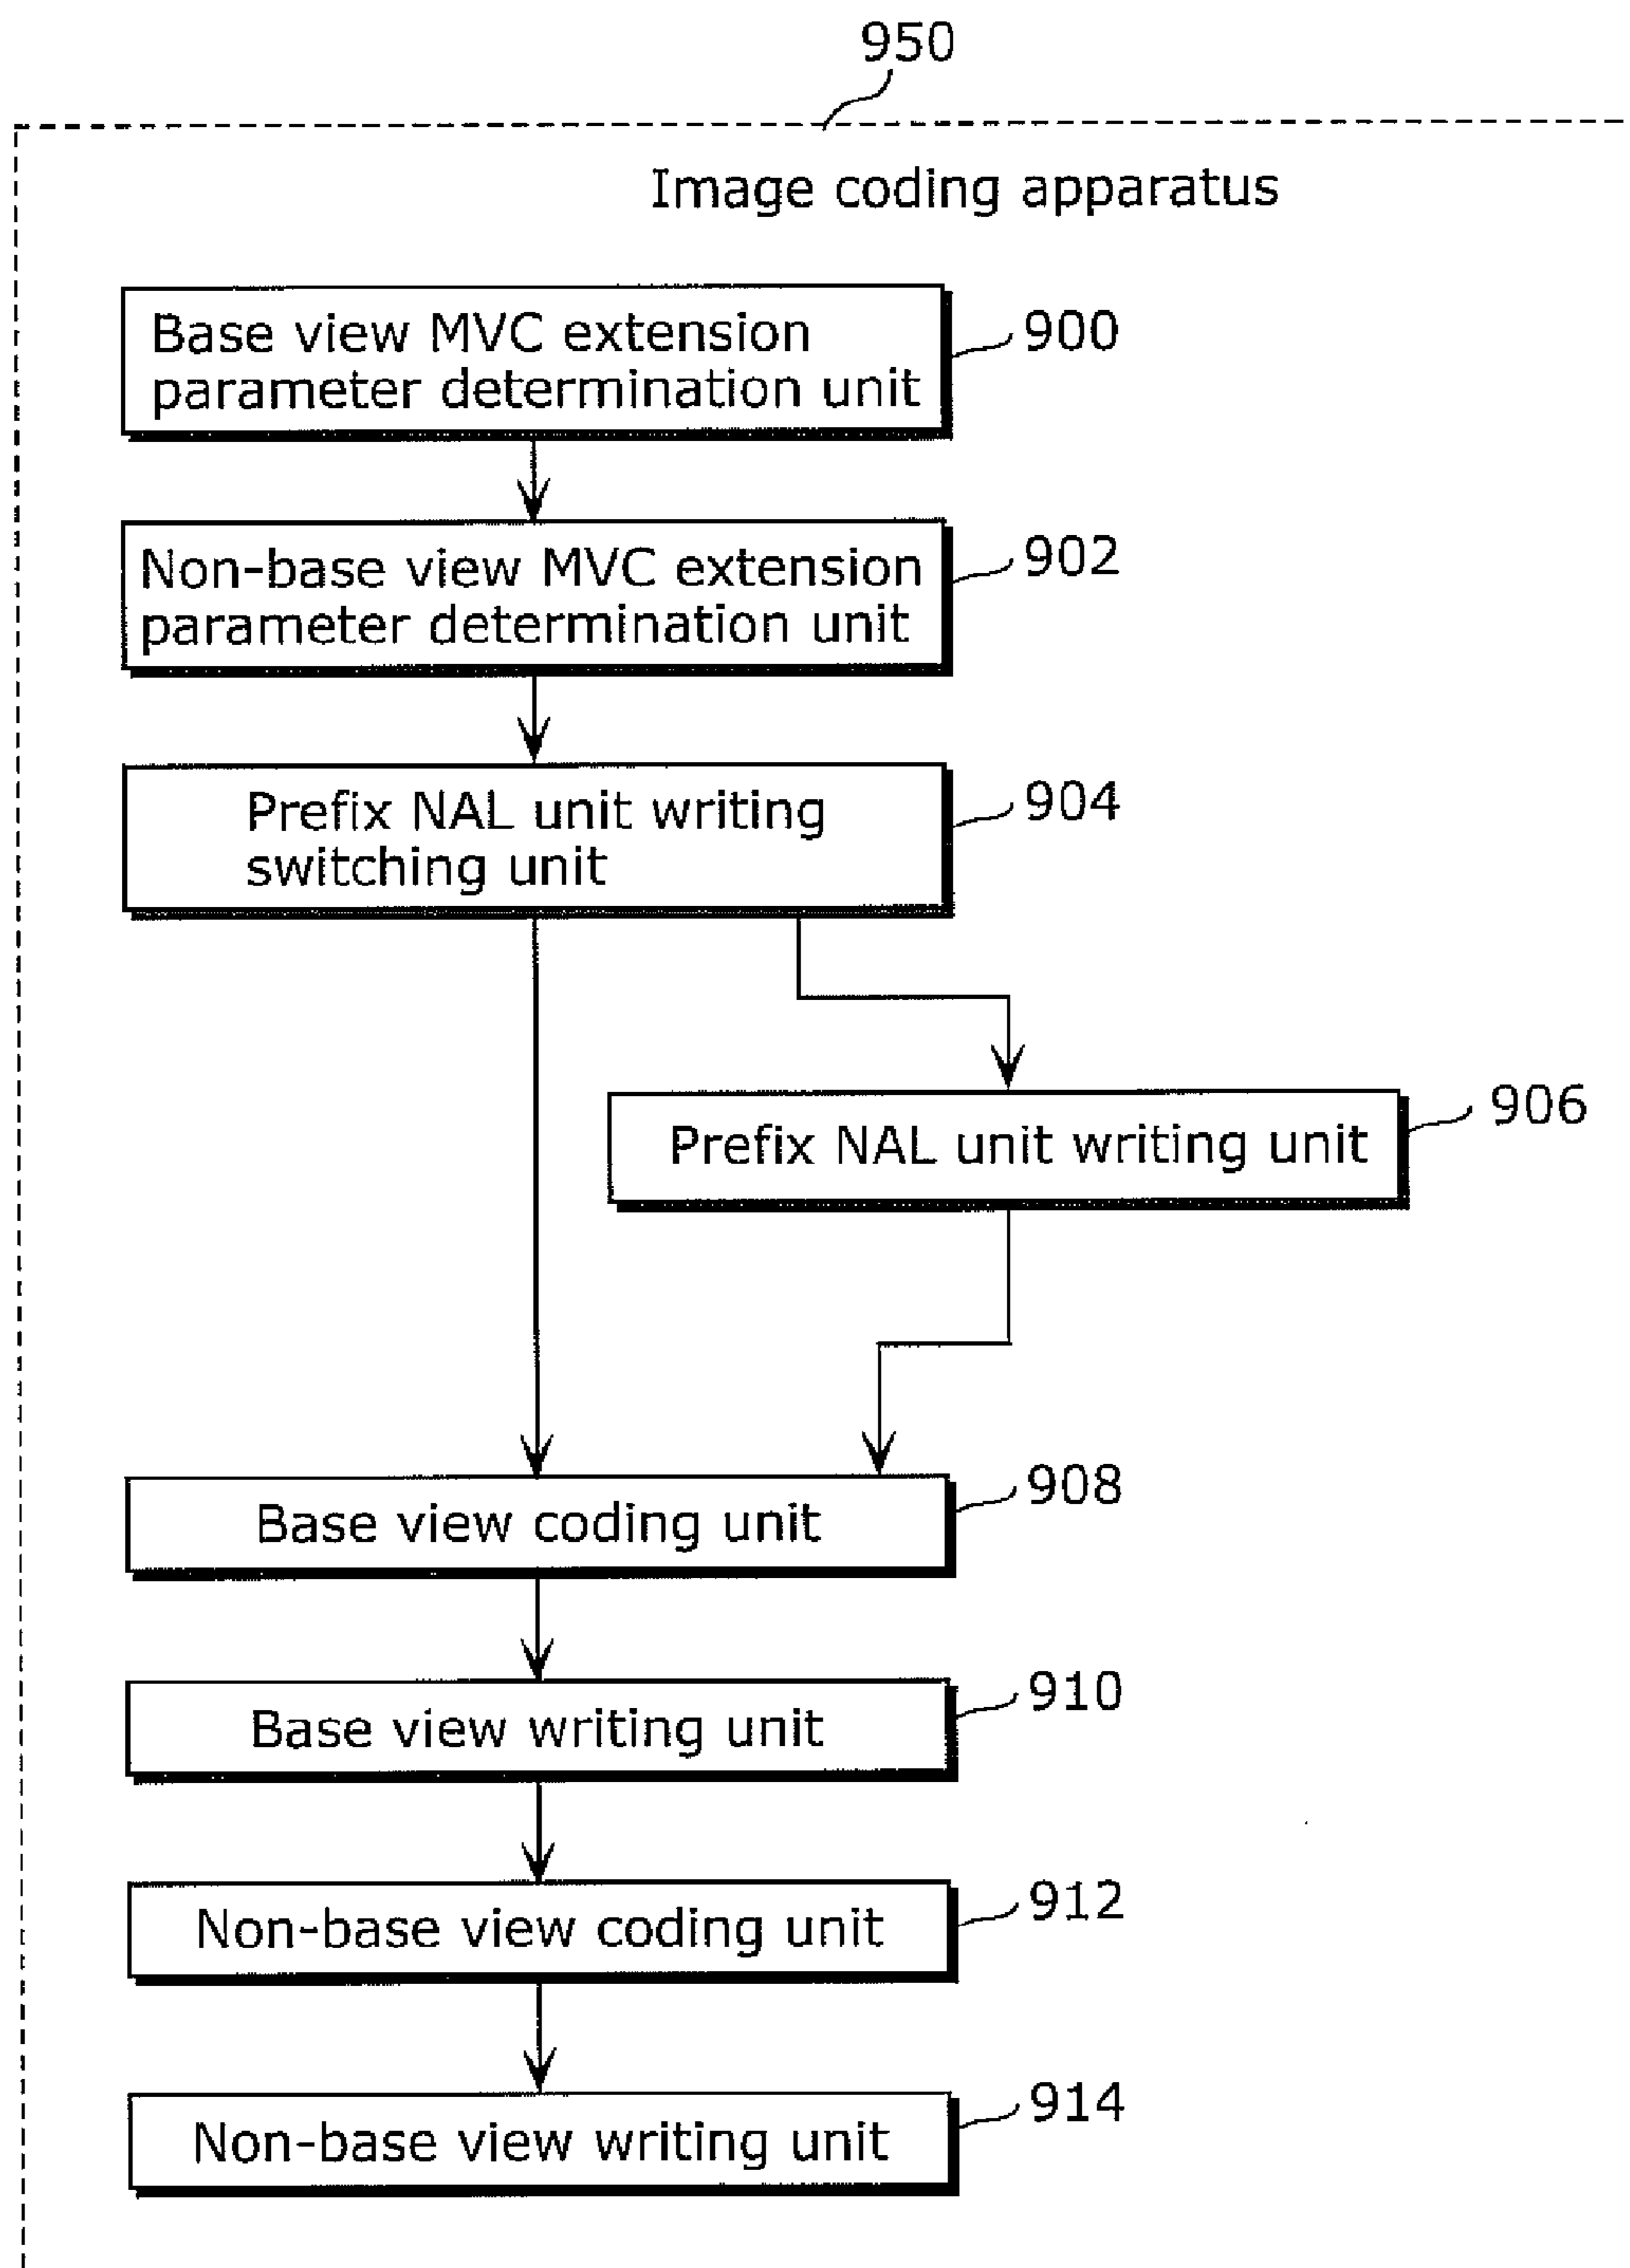 950
Image coding apparatus
Base view MVC extension
parameter determination unit
900
Non-base view MVC extension
parameter determination unit
902
Prefix NAL unit writing
switching unit
904
Prefix NAL unit writing unit
906
Base view coding unit
908
Base view writing unit
910
Non-base view coding unit
912
Non-base view writing unit
914